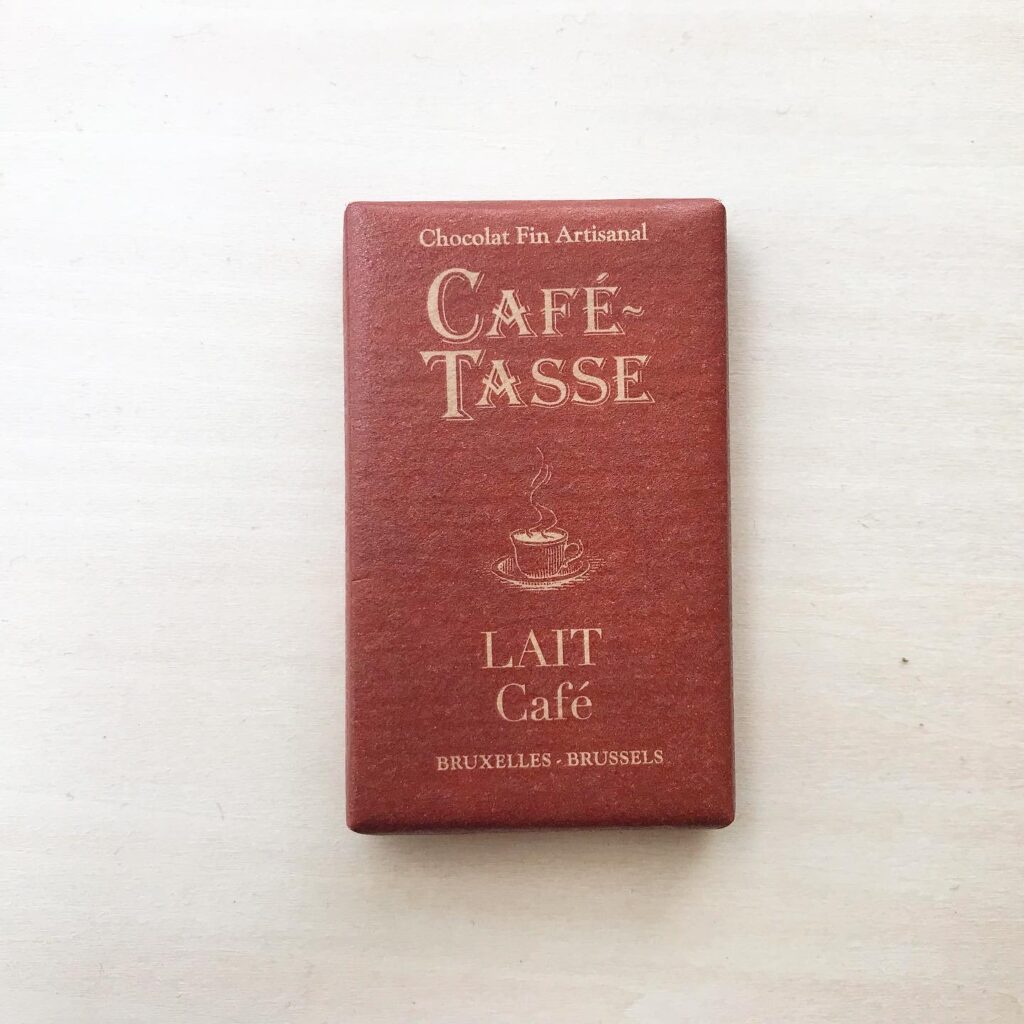 Chocolat Fin Artisanal
CAFÉ-
TASSE
LAIT
Café
BRUXELLES - BRUSSELS